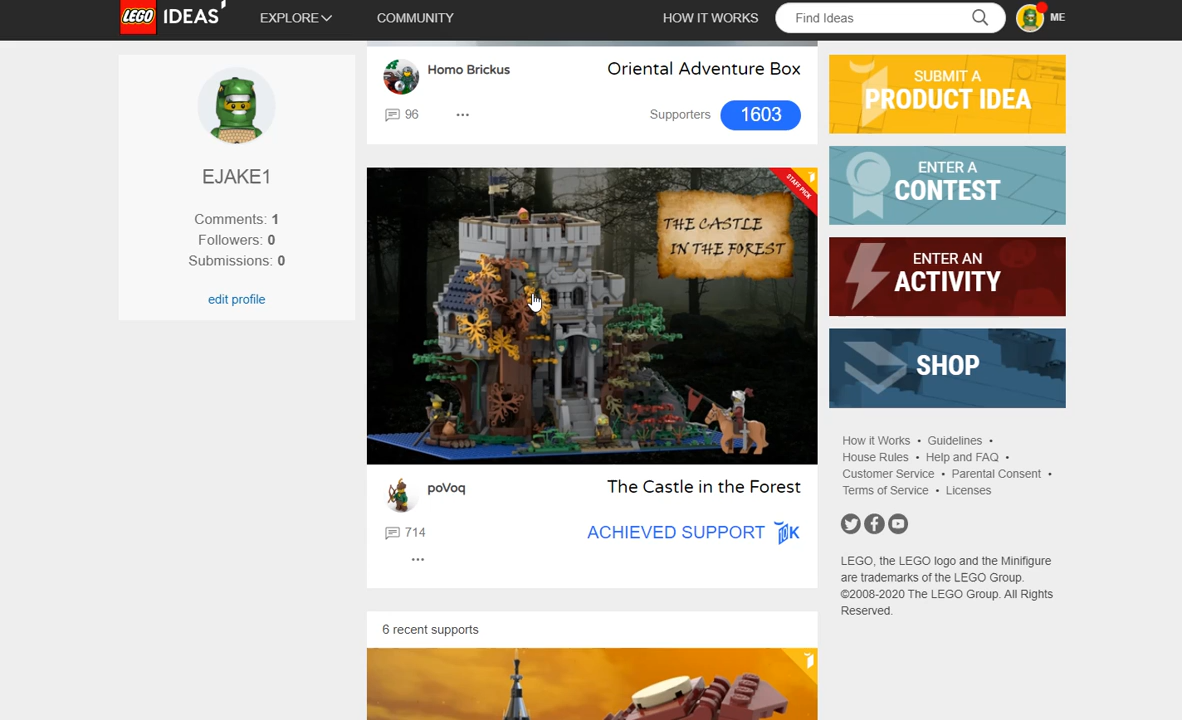 LEGO IDEAS EXPLORE COMMUNITY HOW IT WORKS Find Ideas ME
EJAKE1
Comments: 1
Followers: 0
Submissions: 0
edit profile
Homo Brickus Oriental Adventure Box
96 ... Supporters 1603
STAFF PICK
THE CASTLE
IN THE FOREST
poVoq The Castle in the Forest
714 ACHIEVED SUPPORT 10K
...
6 recent supports
SUBMIT A
PRODUCT IDEA
ENTER A
CONTEST
ENTER AN
ACTIVITY
SHOP
How it Works • Guidelines •
House Rules • Help and FAQ •
Customer Service • Parental Consent •
Terms of Service • Licenses
LEGO, the LEGO logo and the Minifigure
are trademarks of the LEGO Group.
©2008-2020 The LEGO Group. All Rights
Reserved.